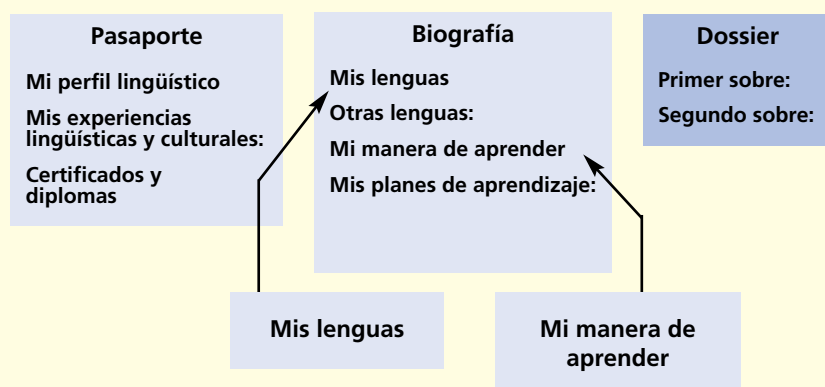 Pasaporte
Mi perfil lingüístico
Mis experiencias
lingüísticas y culturales:
Certificados y
diplomas
Biografía
Mis lenguas
Otras lenguas:
Mi manera de aprender
Mis planes de aprendizaje:
Dossier
Primer sobre:
Segundo sobre:
Mis lenguas
Mi manera de
aprender